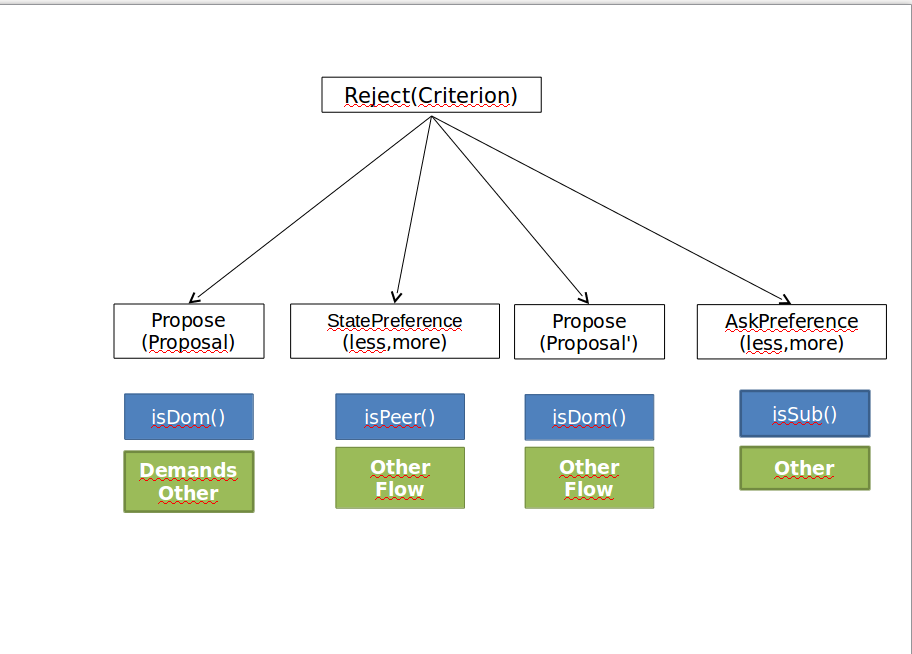 Reject(Criterion)
Propose
(Proposal)
StatePreference
(less,more)
Propose
(Proposal')
AskPreference
(less,more)
isDom()
isPeer()
isDom()
isSub()
Demands
Other
Other
Flow
Other
Flow
Other